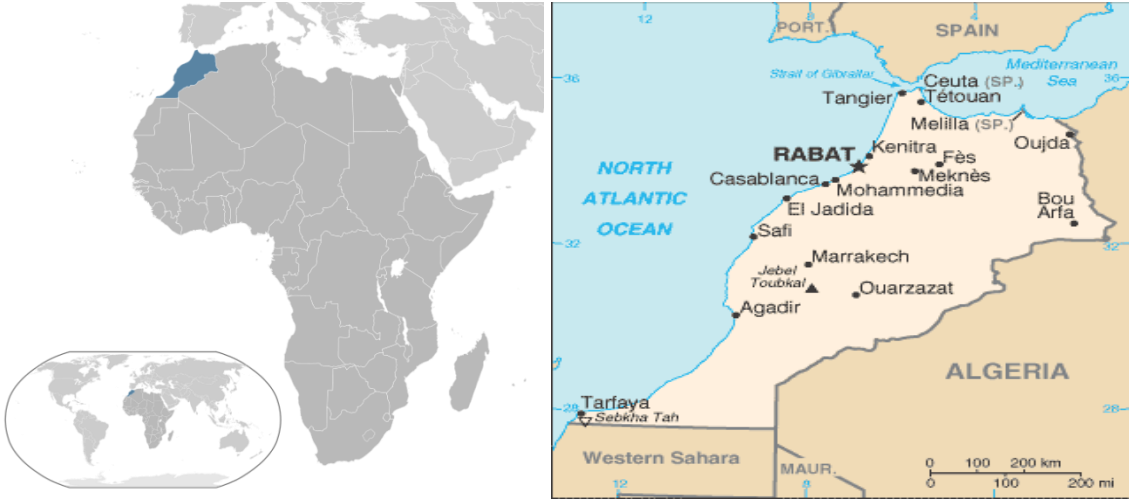 12
4
PORT.
SPAIN
36
Strait of Gibraltar
Mediterranean
Sea
36
Ceuta (SP.)
Tangier
Tétouan
Melilla (SP.)
Oujda
Kenitra
RABAT
Fès
Meknès
Casablanca
Mohammedia
NORTH
ATLANTIC
OCEAN
El Jadida
Bou
Arfa
Safi
32
32
Marrakech
Jebel
Toubkal
Ouarzazat
Agadir
ALGERIA
Tarfaya
28
Sebkha Tah
28
Western Sahara
MAUR.
0 100 200 km
0 100 200 mi
12
8